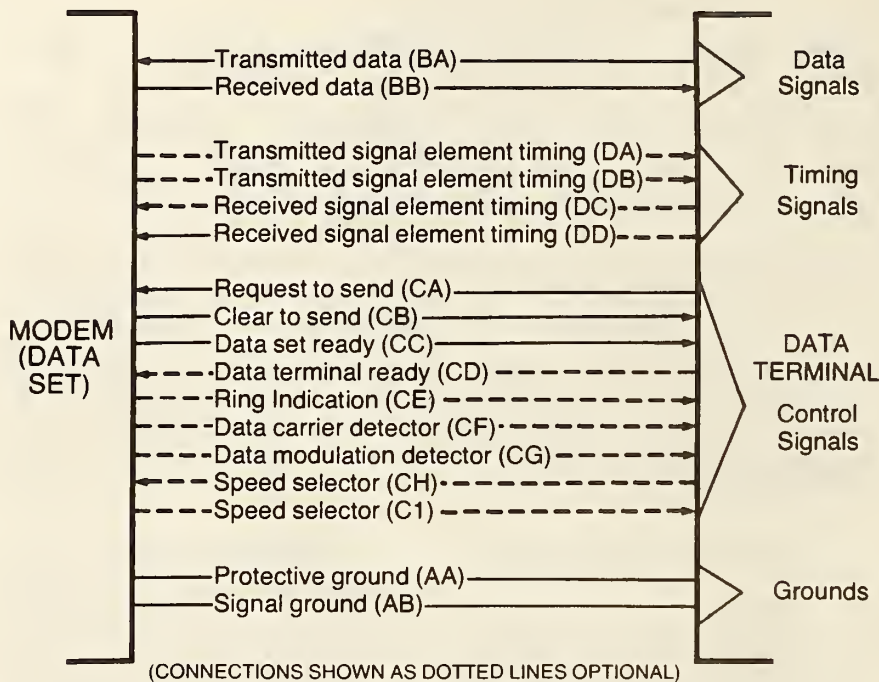 Transmitted data (BA)
Received data (BB)
Data
Signals
Transmitted signal element timing (DA)
Transmitted signal element timing (DB)
Received signal element timing (DC)
Received signal element timing (DD)
Timing
Signals
MODEM
(DATA
SET)
Request to send (CA)
Clear to send (CB)
Data set ready (CC)
Data terminal ready (CD)
Ring Indication (CE)
Data carrier detector (CF)
Data modulation detector (CG)
Speed selector (CH)
Speed selector (C1)
DATA
TERMINAL
Control
Signals
Protective ground (AA)
Signal ground (AB)
Grounds
(CONNECTIONS SHOWN AS DOTTED LINES OPTIONAL)